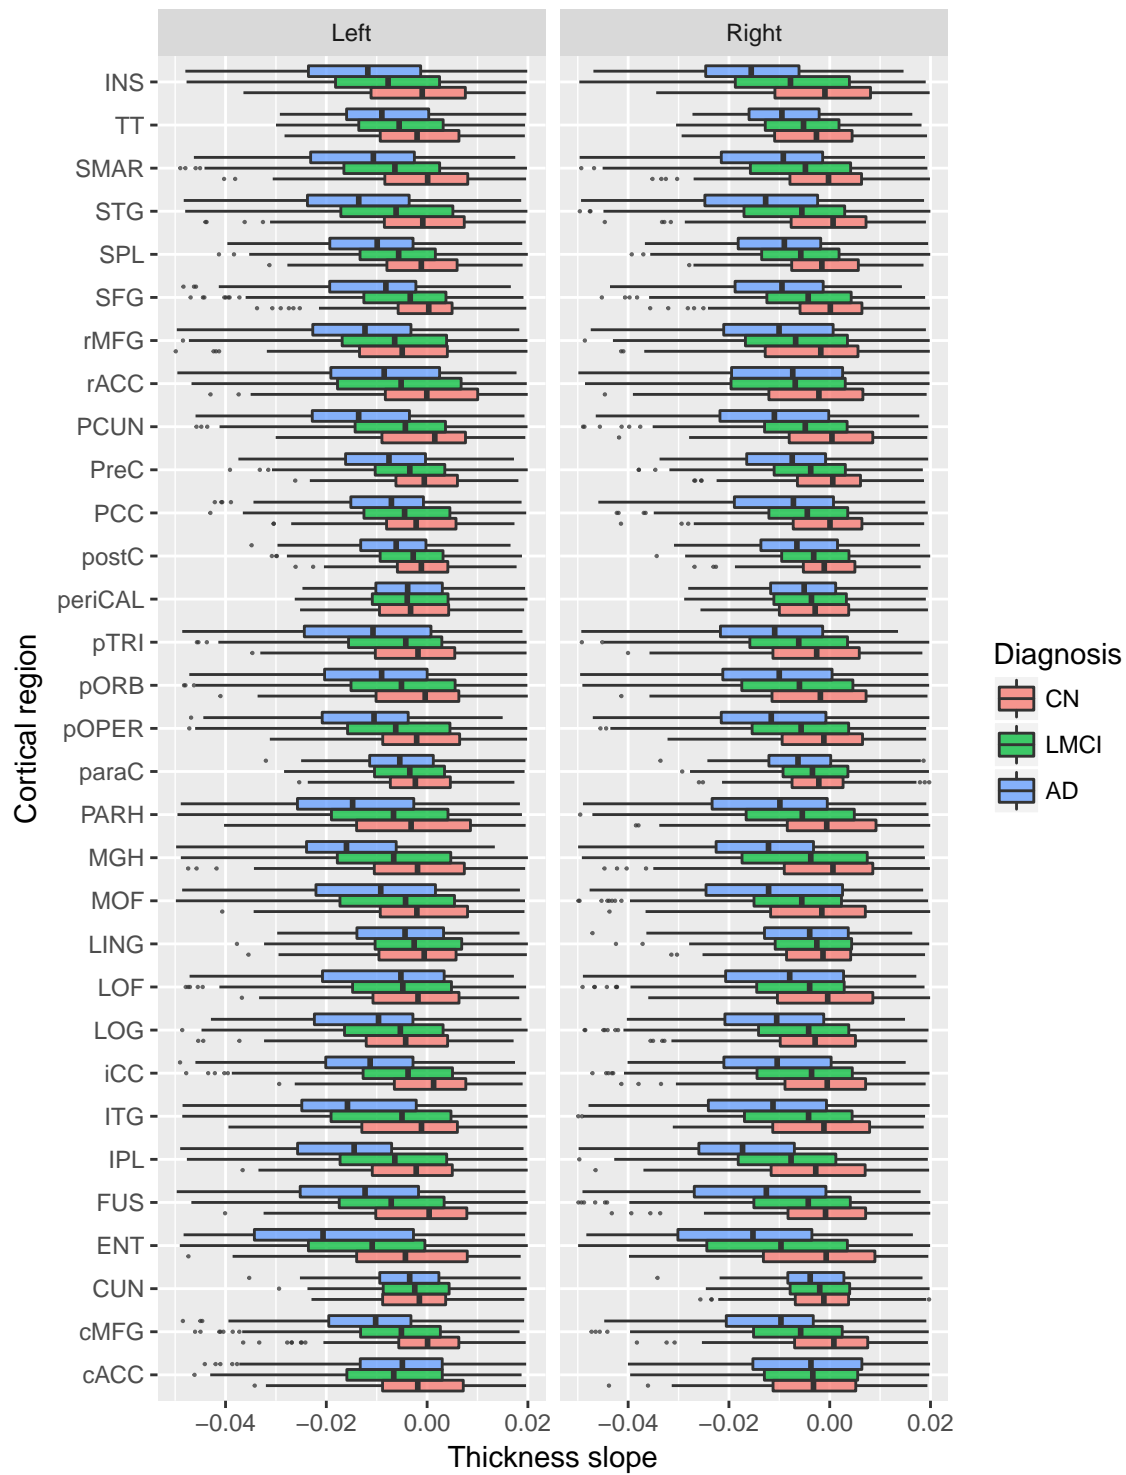 Left
Right
INS
TT
SMAR
STG
SPL
SFG
rMFG
rACC
PCUN
PreC
PCC
postC
periCAL
pTRI
pORB
pOPER
paraC
PARH
MGH
MOF
LING
LOF
LOG
iCC
ITG
IPL
FUS
ENT
CUN
cMFG
cACC
Cortical region
−0.04 −0.02 0.00 0.02
−0.04 −0.02 0.00 0.02
Thickness slope
Diagnosis
CN
LMCI
AD